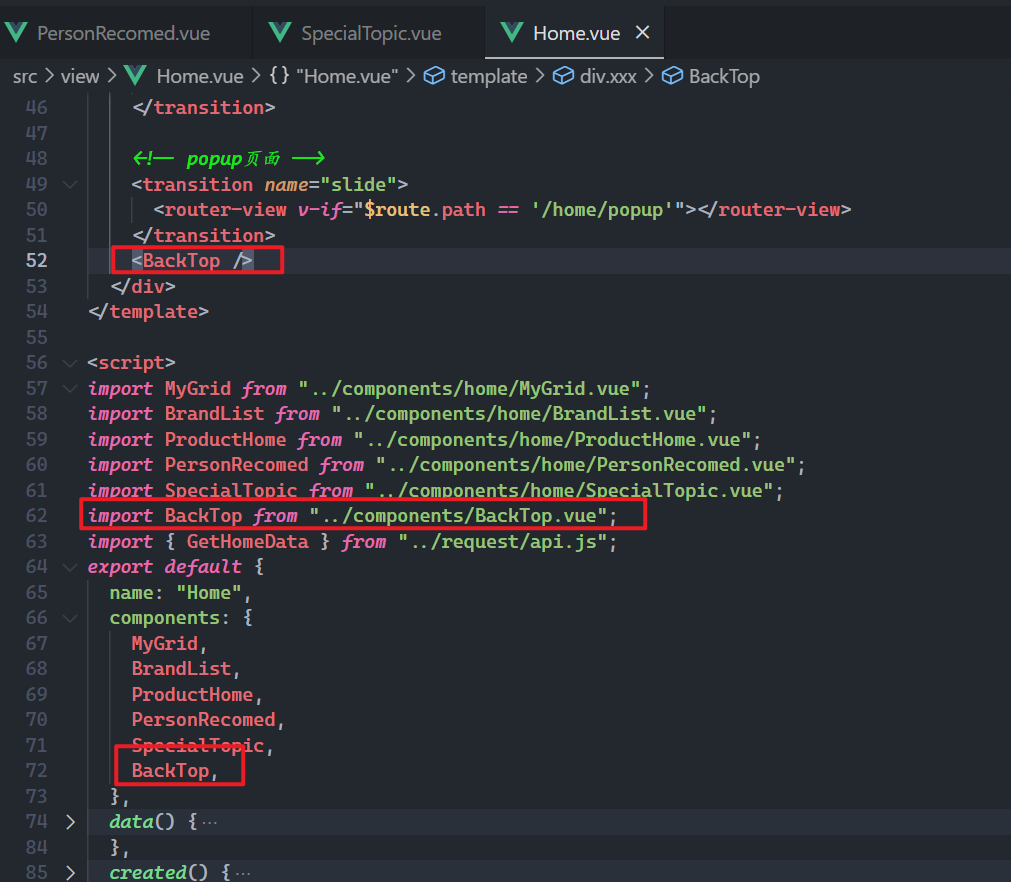 PersonRecomed.vue
SpecialTopic.vue
Home.vue
src > view > Home.vue > {} "Home.vue" > template > div.xxx > BackTop
46 </transition>
47
48 <!-- popup页面 -->
49 <transition name="slide">
50 <router-view v-if="$route.path == '/home/popup'"></router-view>
51 </transition>
52 <BackTop />
53 </div>
54 </template>
55
56 <script>
57 import MyGrid from "../components/home/MyGrid.vue";
58 import BrandList from "../components/home/BrandList.vue";
59 import ProductHome from "../components/home/ProductHome.vue";
60 import PersonRecomed from "../components/home/PersonRecomed.vue";
61 import SpecialTopic from "../components/home/SpecialTopic.vue";
62 import BackTop from "../components/BackTop.vue";
63 import { GetHomeData } from "../request/api.js";
64 export default {
65 name: "Home",
66 components: {
67 MyGrid,
68 BrandList,
69 ProductHome,
70 PersonRecomed,
71 SpecialTopic,
72 BackTop,
73 },
74 data() { ···
84 },
85 created() { ···